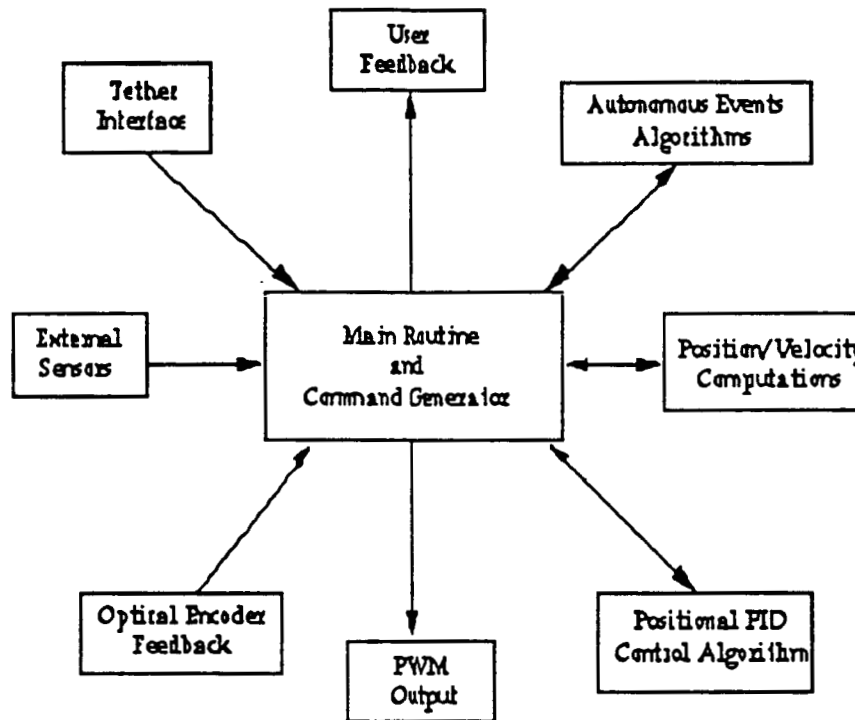 User
Feedback
Tether
Interface
Autonomous Events
Algorithms
External
Sensors
Main Routine
and
Command Generator
Position/Velocity
Computations
Optical Encoder
Feedback
PWM
Output
Positional PID
Control Algorithm